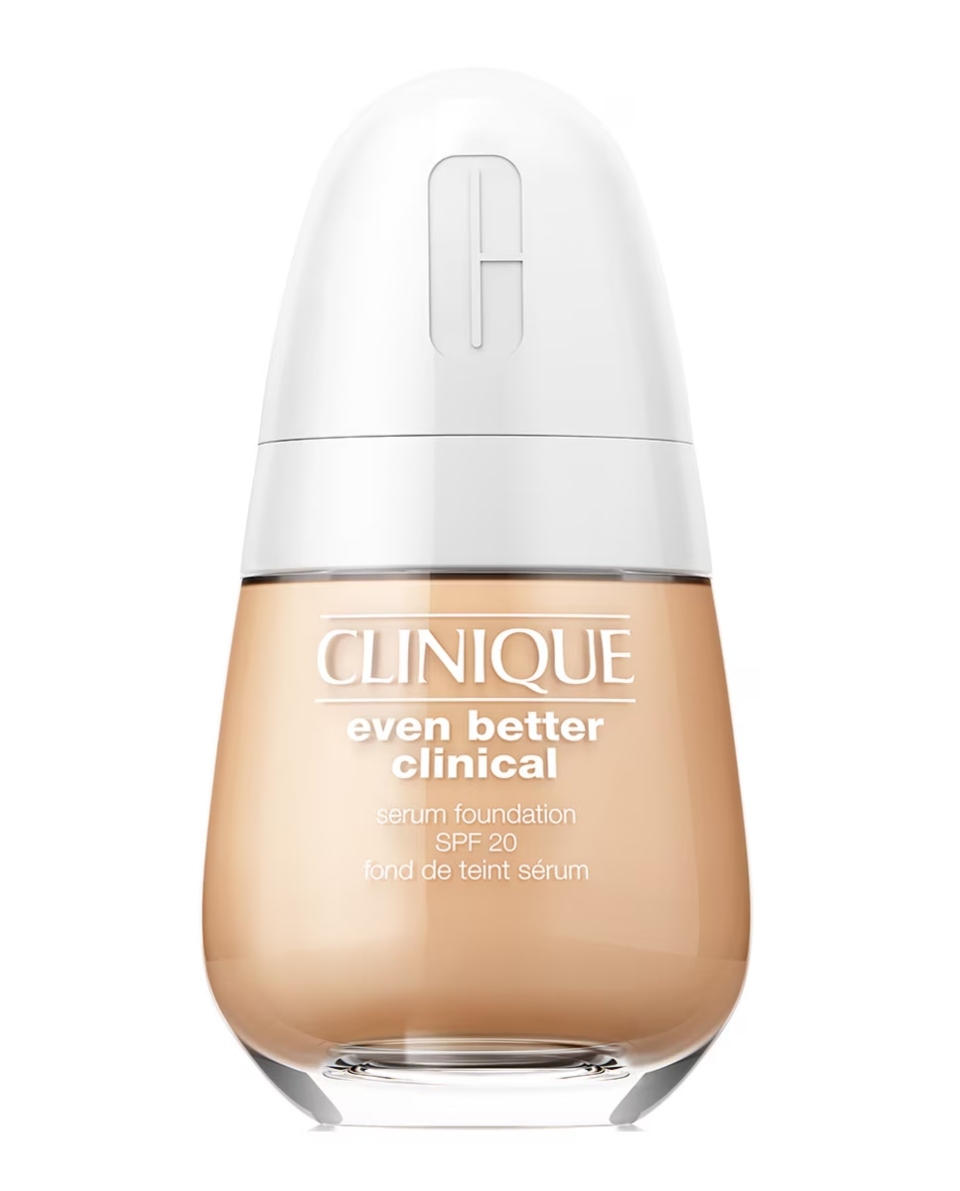 CLINIQUE
even better
clinical
serum foundation
SPF 20
fond de teint sérum